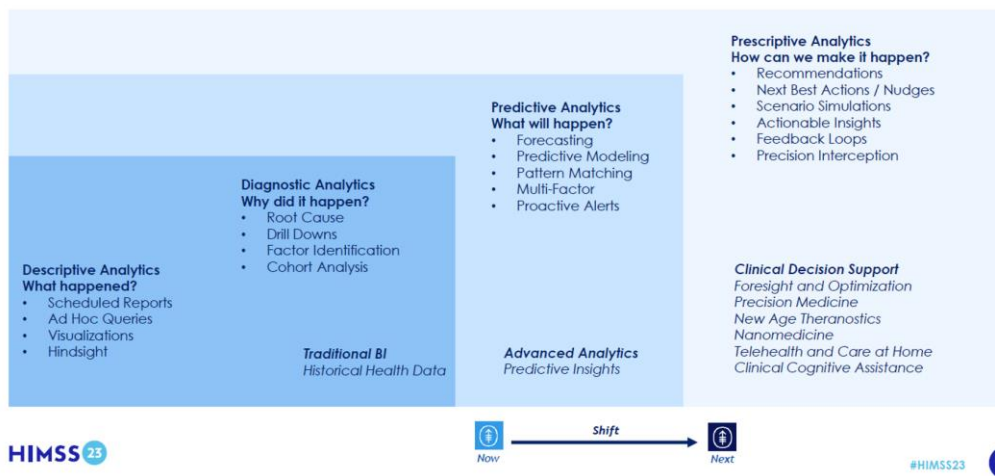 Prescriptive Analytics
How can we make it happen?
• Recommendations
• Next Best Actions / Nudges
• Scenario Simulations
• Actionable Insights
• Feedback Loops
• Precision Interception
Predictive Analytics
What will happen?
• Forecasting
• Predictive Modeling
• Pattern Matching
• Multi-Factor
• Proactive Alerts
Diagnostic Analytics
Why did it happen?
• Root Cause
• Drill Downs
• Factor Identification
• Cohort Analysis
Descriptive Analytics
What happened?
• Scheduled Reports
• Ad Hoc Queries
• Visualizations
• Hindsight
Traditional BI
Historical Health Data
Advanced Analytics
Predictive Insights
Clinical Decision Support
Foresight and Optimization
Precision Medicine
New Age Theranostics
Nanomedicine
Telehealth and Care at Home
Clinical Cognitive Assistance
Shift
Now
Next
HIMSS 23
#HIMSS23